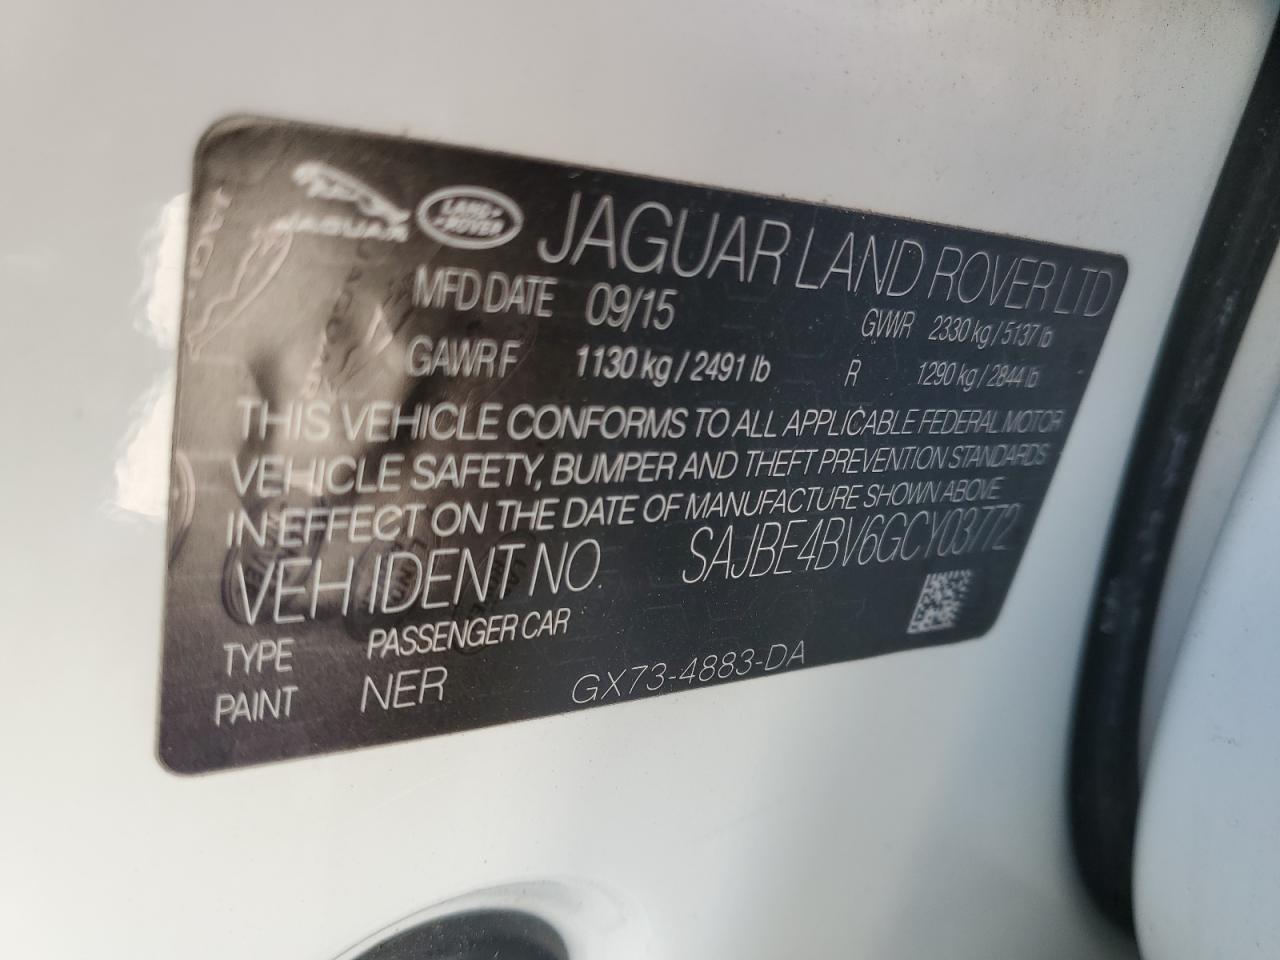 JAGUAR LAND ROVER JAGUAR LAND ROVER LTD
MFD DATE 09/15 GVWR 2330 kg / 5137 lb
GAWR F 1130 kg / 2491 lb R 1290 kg / 2844 lb
THIS VEHICLE CONFORMS TO ALL APPLICABLE FEDERAL MOTOR
VEHICLE SAFETY, BUMPER AND THEFT PREVENTION STANDARDS
IN EFFECT ON THE DATE OF MANUFACTURE SHOWN ABOVE
VEH IDENT NO. SAJBE4BV6GCY03772
TYPE PASSENGER CAR
PAINT NER GX73-4883-DA